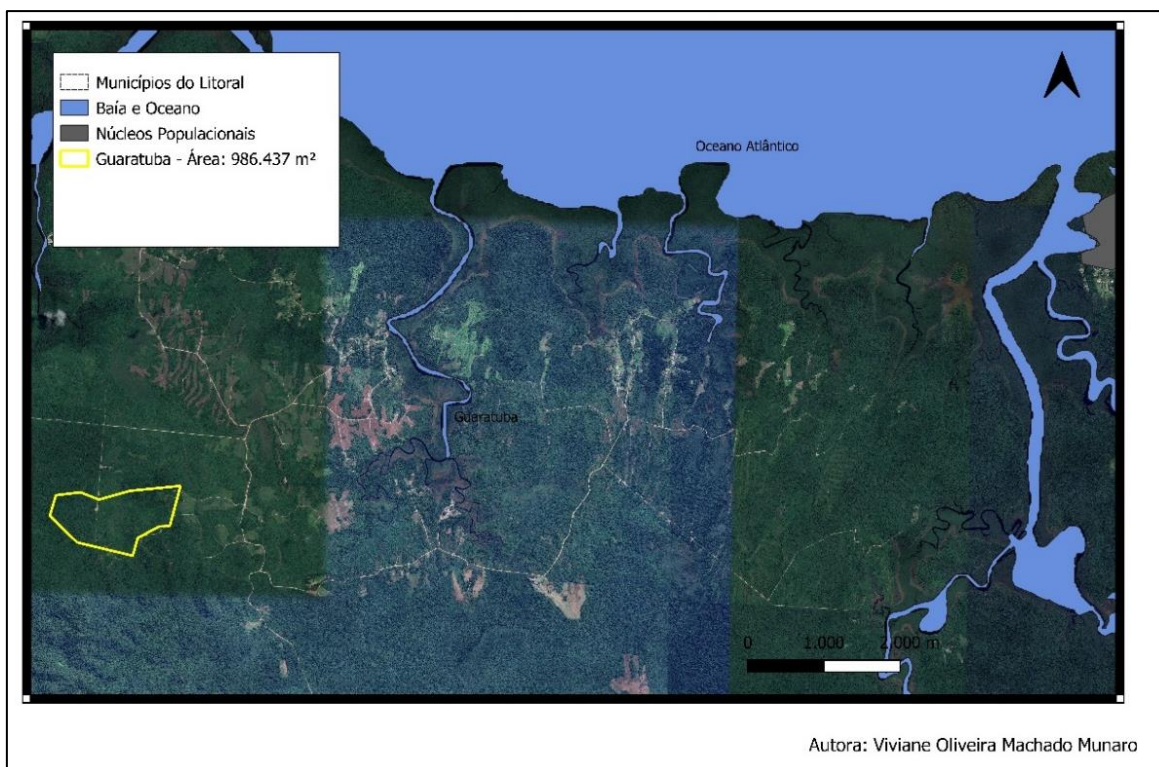 Municípios do Litoral
Baía e Oceano
Núcleos Populacionais
Guaratuba - Área: 986.437 m²
Oceano Atlântico
Guaratuba
0 1.000 2.000 m
Autora: Viviane Oliveira Machado Munaro